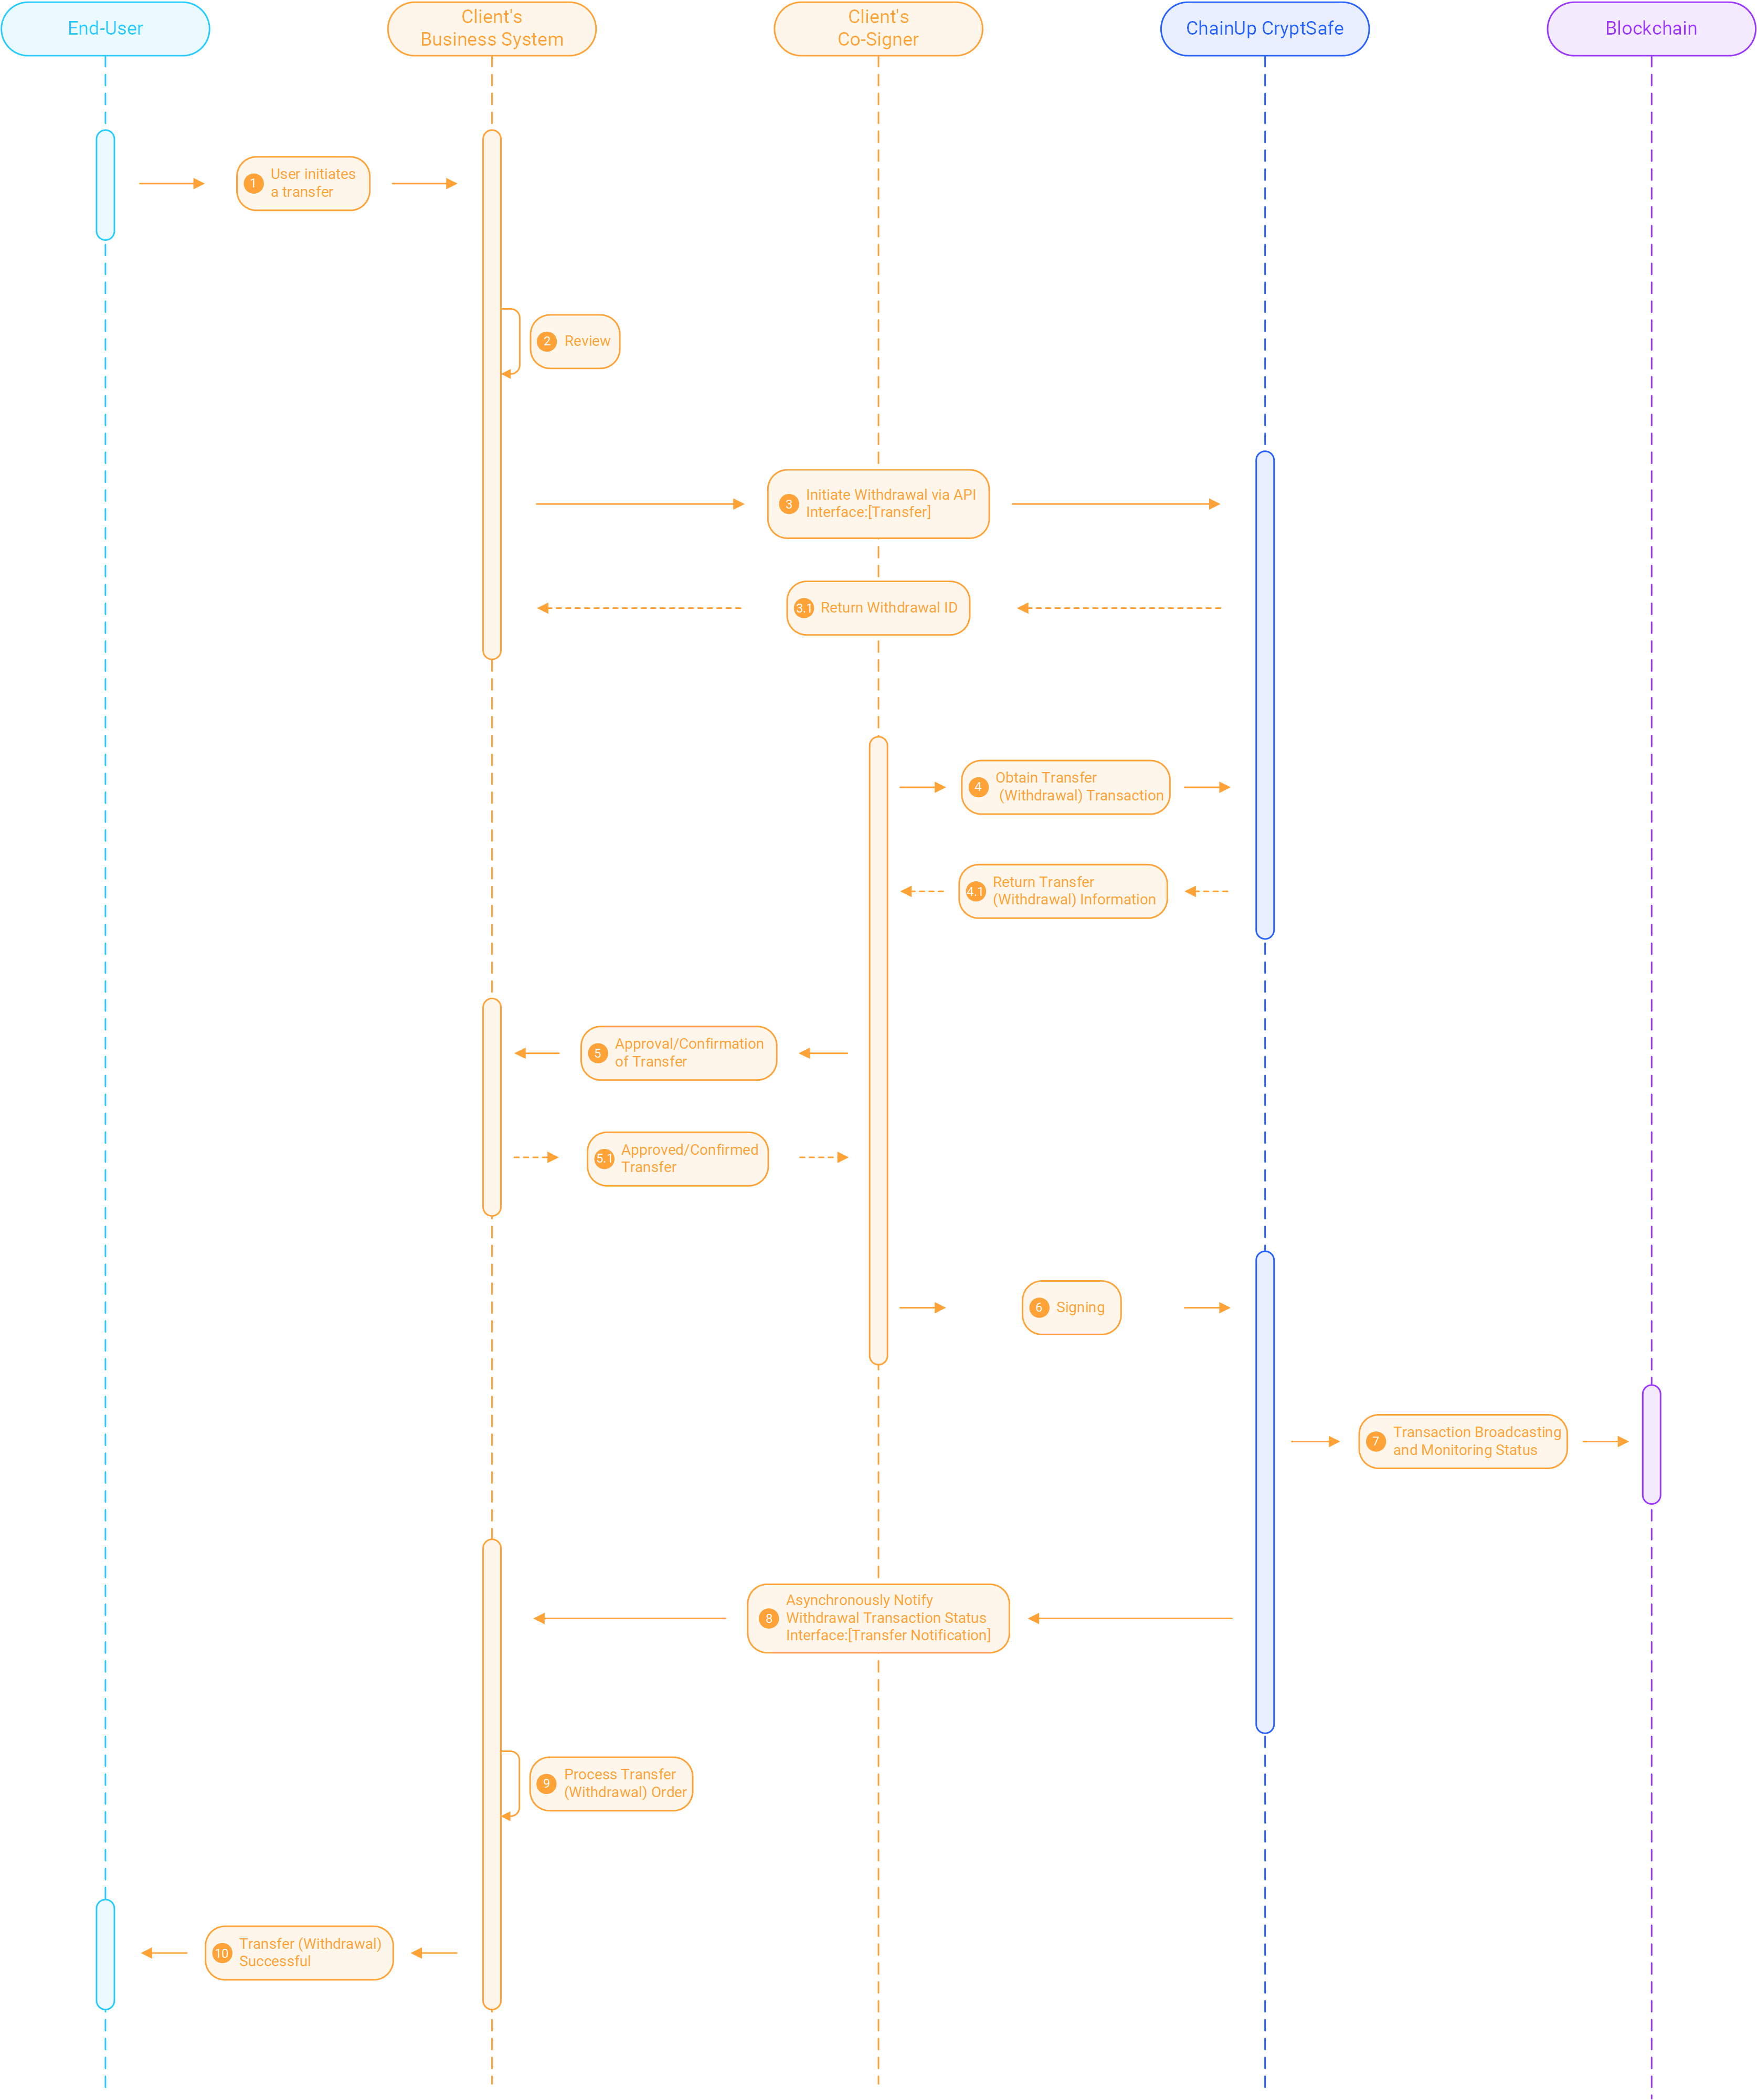 End-User
Client's
Business System
Client's
Co-Signer
ChainUp CryptSafe
Blockchain
1 User initiates
a transfer
2 Review
3 Initiate Withdrawal via API
Interface:[Transfer]
3.1 Return Withdrawal ID
4 Obtain Transfer
(Withdrawal) Transaction
4.1 Return Transfer
(Withdrawal) Information
5 Approval/Confirmation
of Transfer
5.1 Approved/Confirmed
Transfer
6 Signing
7 Transaction Broadcasting
and Monitoring Status
8 Asynchronously Notify
Withdrawal Transaction Status
Interface:[Transfer Notification]
9 Process Transfer
(Withdrawal) Order
10 Transfer (Withdrawal)
Successful